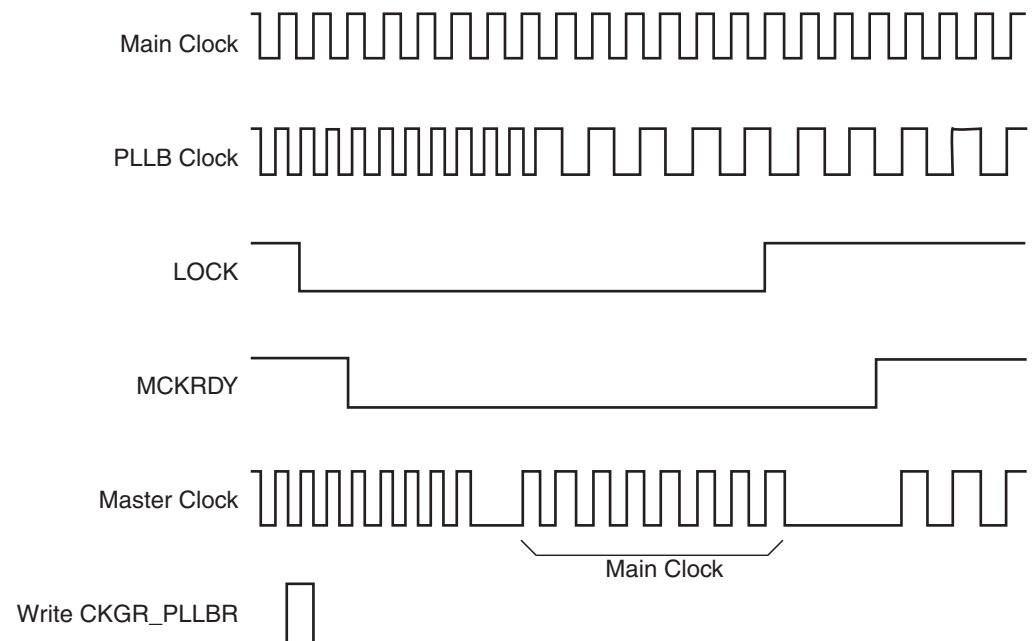 Main Clock
PLLB Clock
LOCK
MCKRDY
Master Clock
Main Clock
Write CKGR_PLLBR